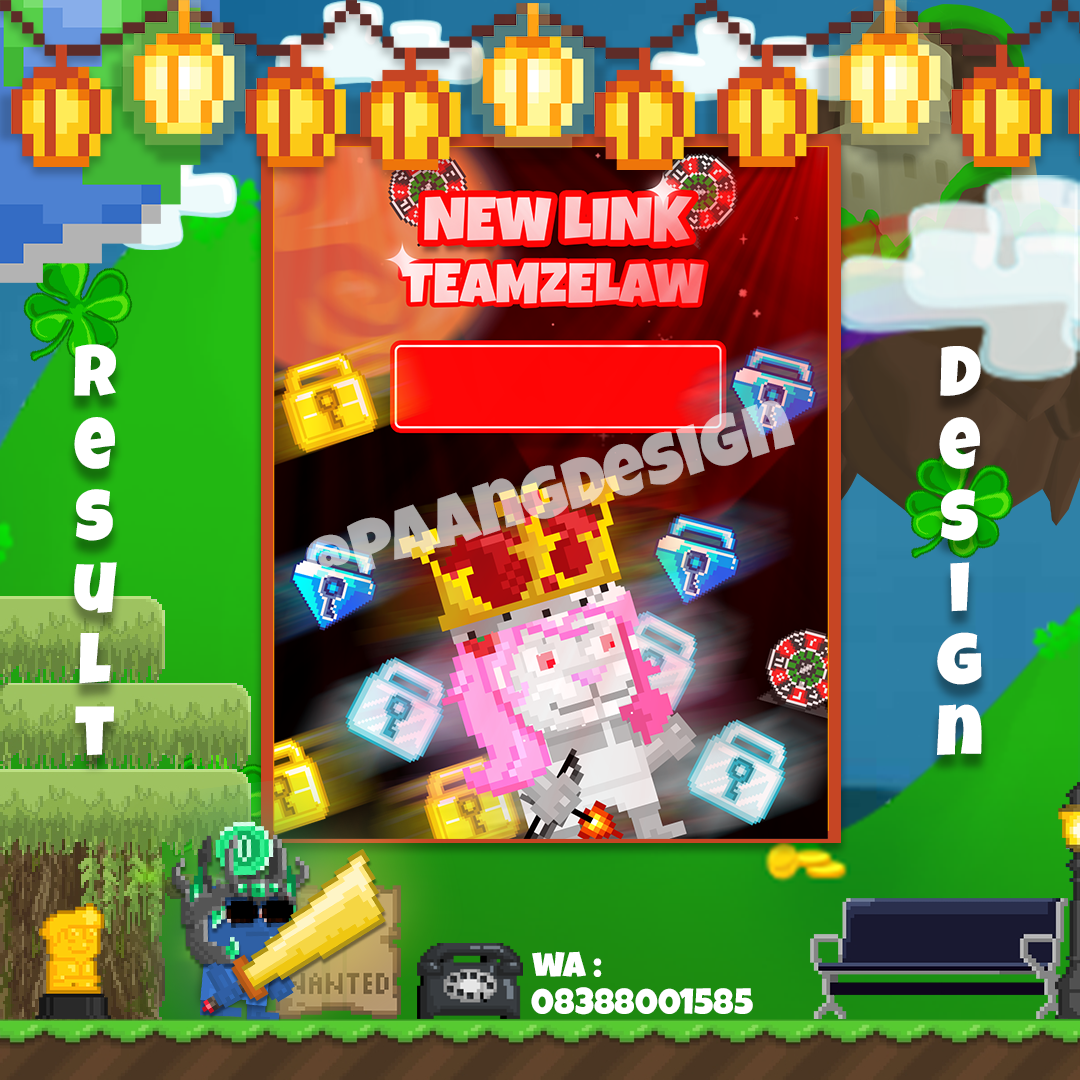 NEW LINK
TEAMZELAW
@PAANGDESIGN
Result
Design
WANTED
WA :
08388001585